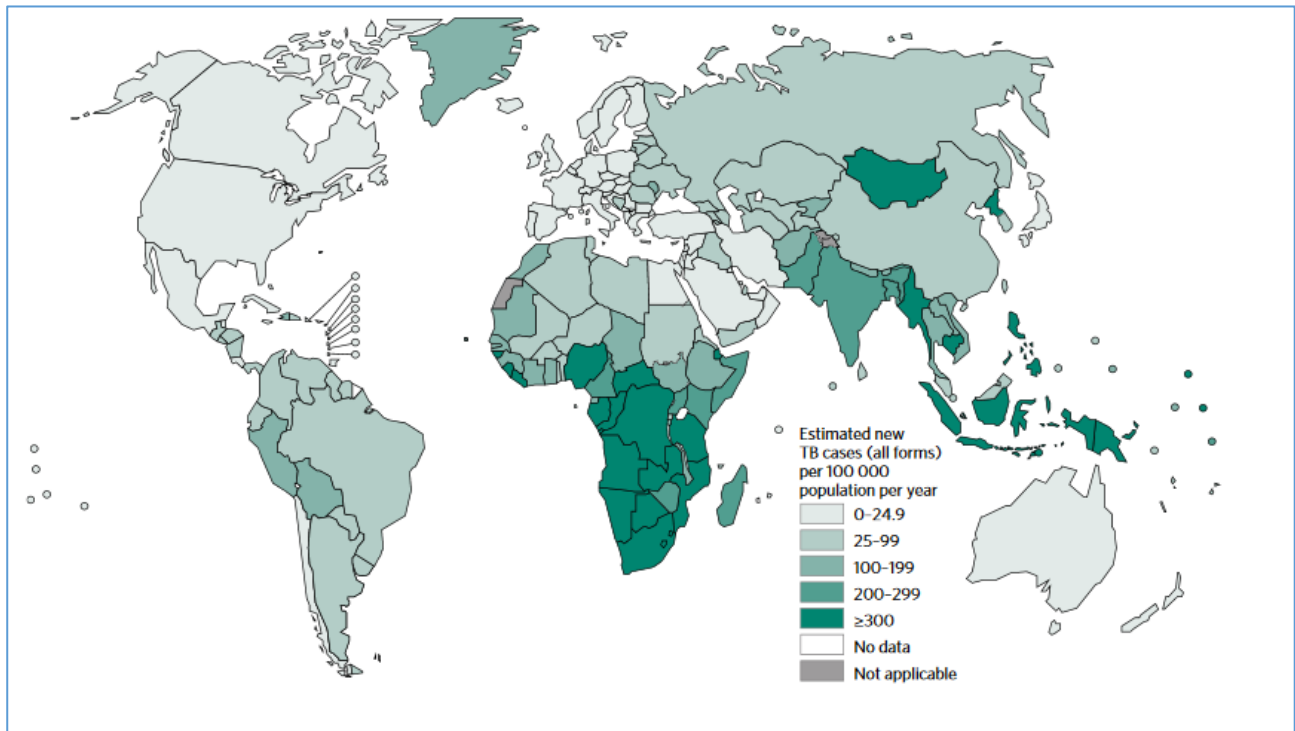 Estimated new
TB cases (all forms)
per 100 000
population per year
0–24.9
25–99
100–199
200–299
≥300
No data
Not applicable